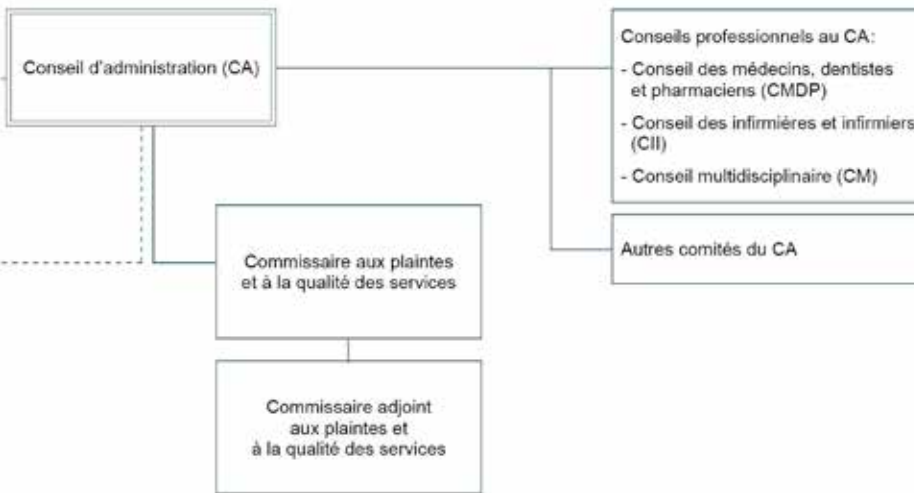 Conseil d'administration (CA)
Conseils professionnels au CA:
- Conseil des médecins, dentistes
et pharmaciens (CMDP)
- Conseil des infirmières et infirmiers
(CII)
- Conseil multidisciplinaire (CM)
Autres comités du CA
Commissaire aux plaintes
et à la qualité des services
Commissaire adjoint
aux plaintes et
à la qualité des services